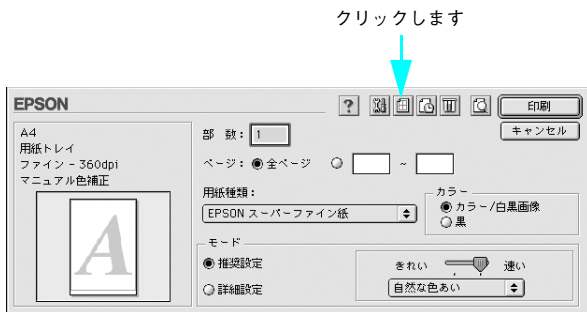 クリックします
EPSON
?
印刷
キャンセル
A4
用紙トレイ
ファイン - 360dpi
マニュアル色補正
A
部 数： 1
ページ： 全ページ ~
用紙種類：
EPSON スーパーファイン紙
カラー
カラー/白黒画像
黒
モード
推奨設定
詳細設定
きれい 速い
自然な色あい